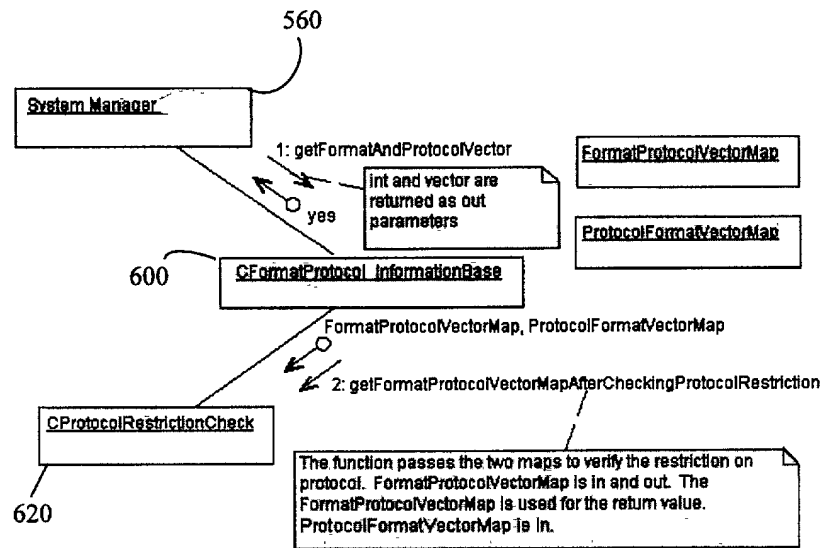 560
System Manager
1: getFormatAndProtocolVector
FormatProtocolVectorMap
int and vector are
returned as out
parameters
yes
ProtocolFormatVectorMap
600
CFormatProtocol_InformationBase
FormatProtocolVectorMap, ProtocolFormatVectorMap
2: getFormatProtocolVectorMapAfterCheckingProtocolRestriction
CProtocolRestrictionCheck
620
The function passes the two maps to verify the restriction on
protocol. FormatProtocolVectorMap is in and out. The
FormatProtocolVectorMap is used for the return value.
ProtocolFormatVectorMap is in.